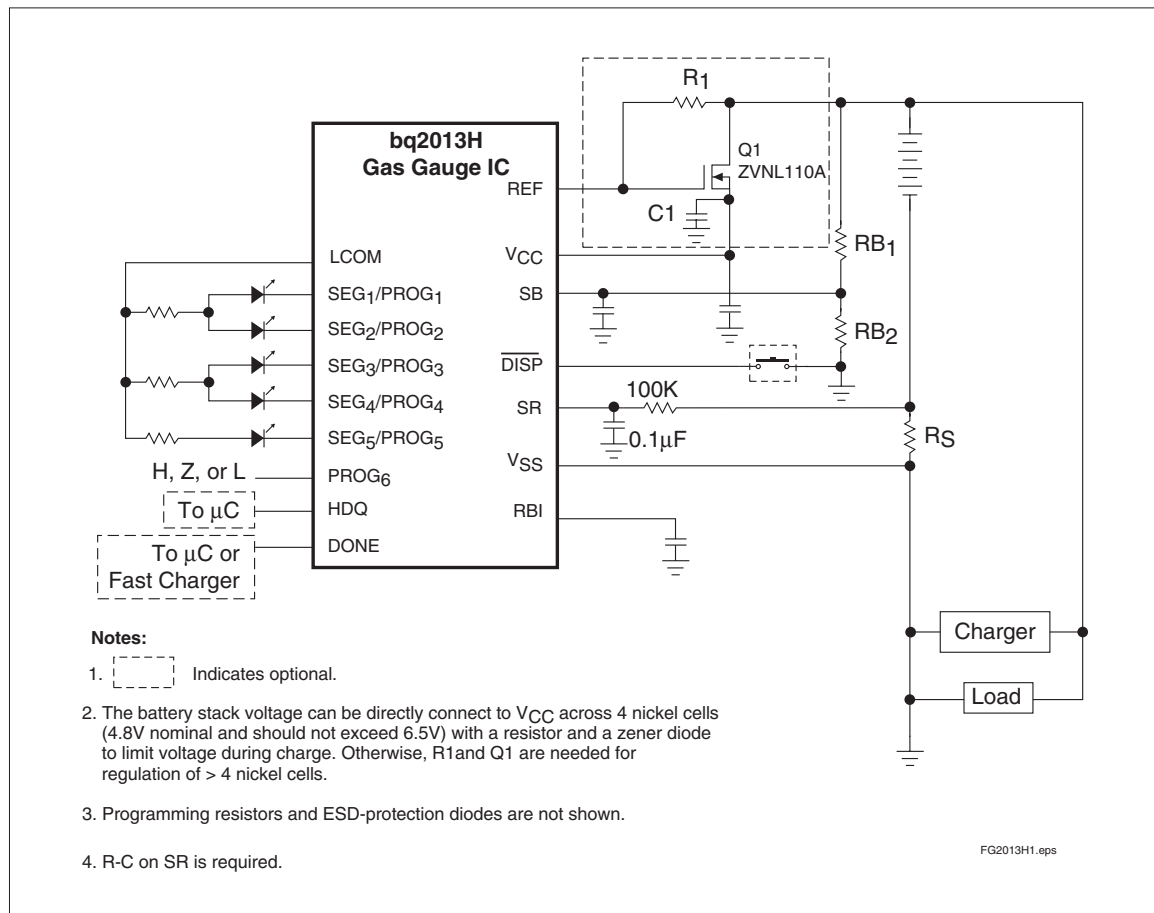 bq2013H
Gas Gauge IC
R1
Q1
ZVNL110A
REF
C1
VCC
LCOM
SB
RB1
SEG1/PROG1
SEG2/PROG2
RB2
SEG3/PROG3
DISP
SEG4/PROG4
100K
SR
SEG5/PROG5
0.1µF
RS
VSS
H, Z, or L
PROG6
To µC
HDQ
RBI
To µC or
Fast Charger
DONE
Charger
Load
Notes:
1. Indicates optional.
2. The battery stack voltage can be directly connect to VCC across 4 nickel cells
(4.8V nominal and should not exceed 6.5V) with a resistor and a zener diode
to limit voltage during charge. Otherwise, R1and Q1 are needed for
regulation of > 4 nickel cells.
3. Programming resistors and ESD-protection diodes are not shown.
4. R-C on SR is required.
FG2013H1.eps